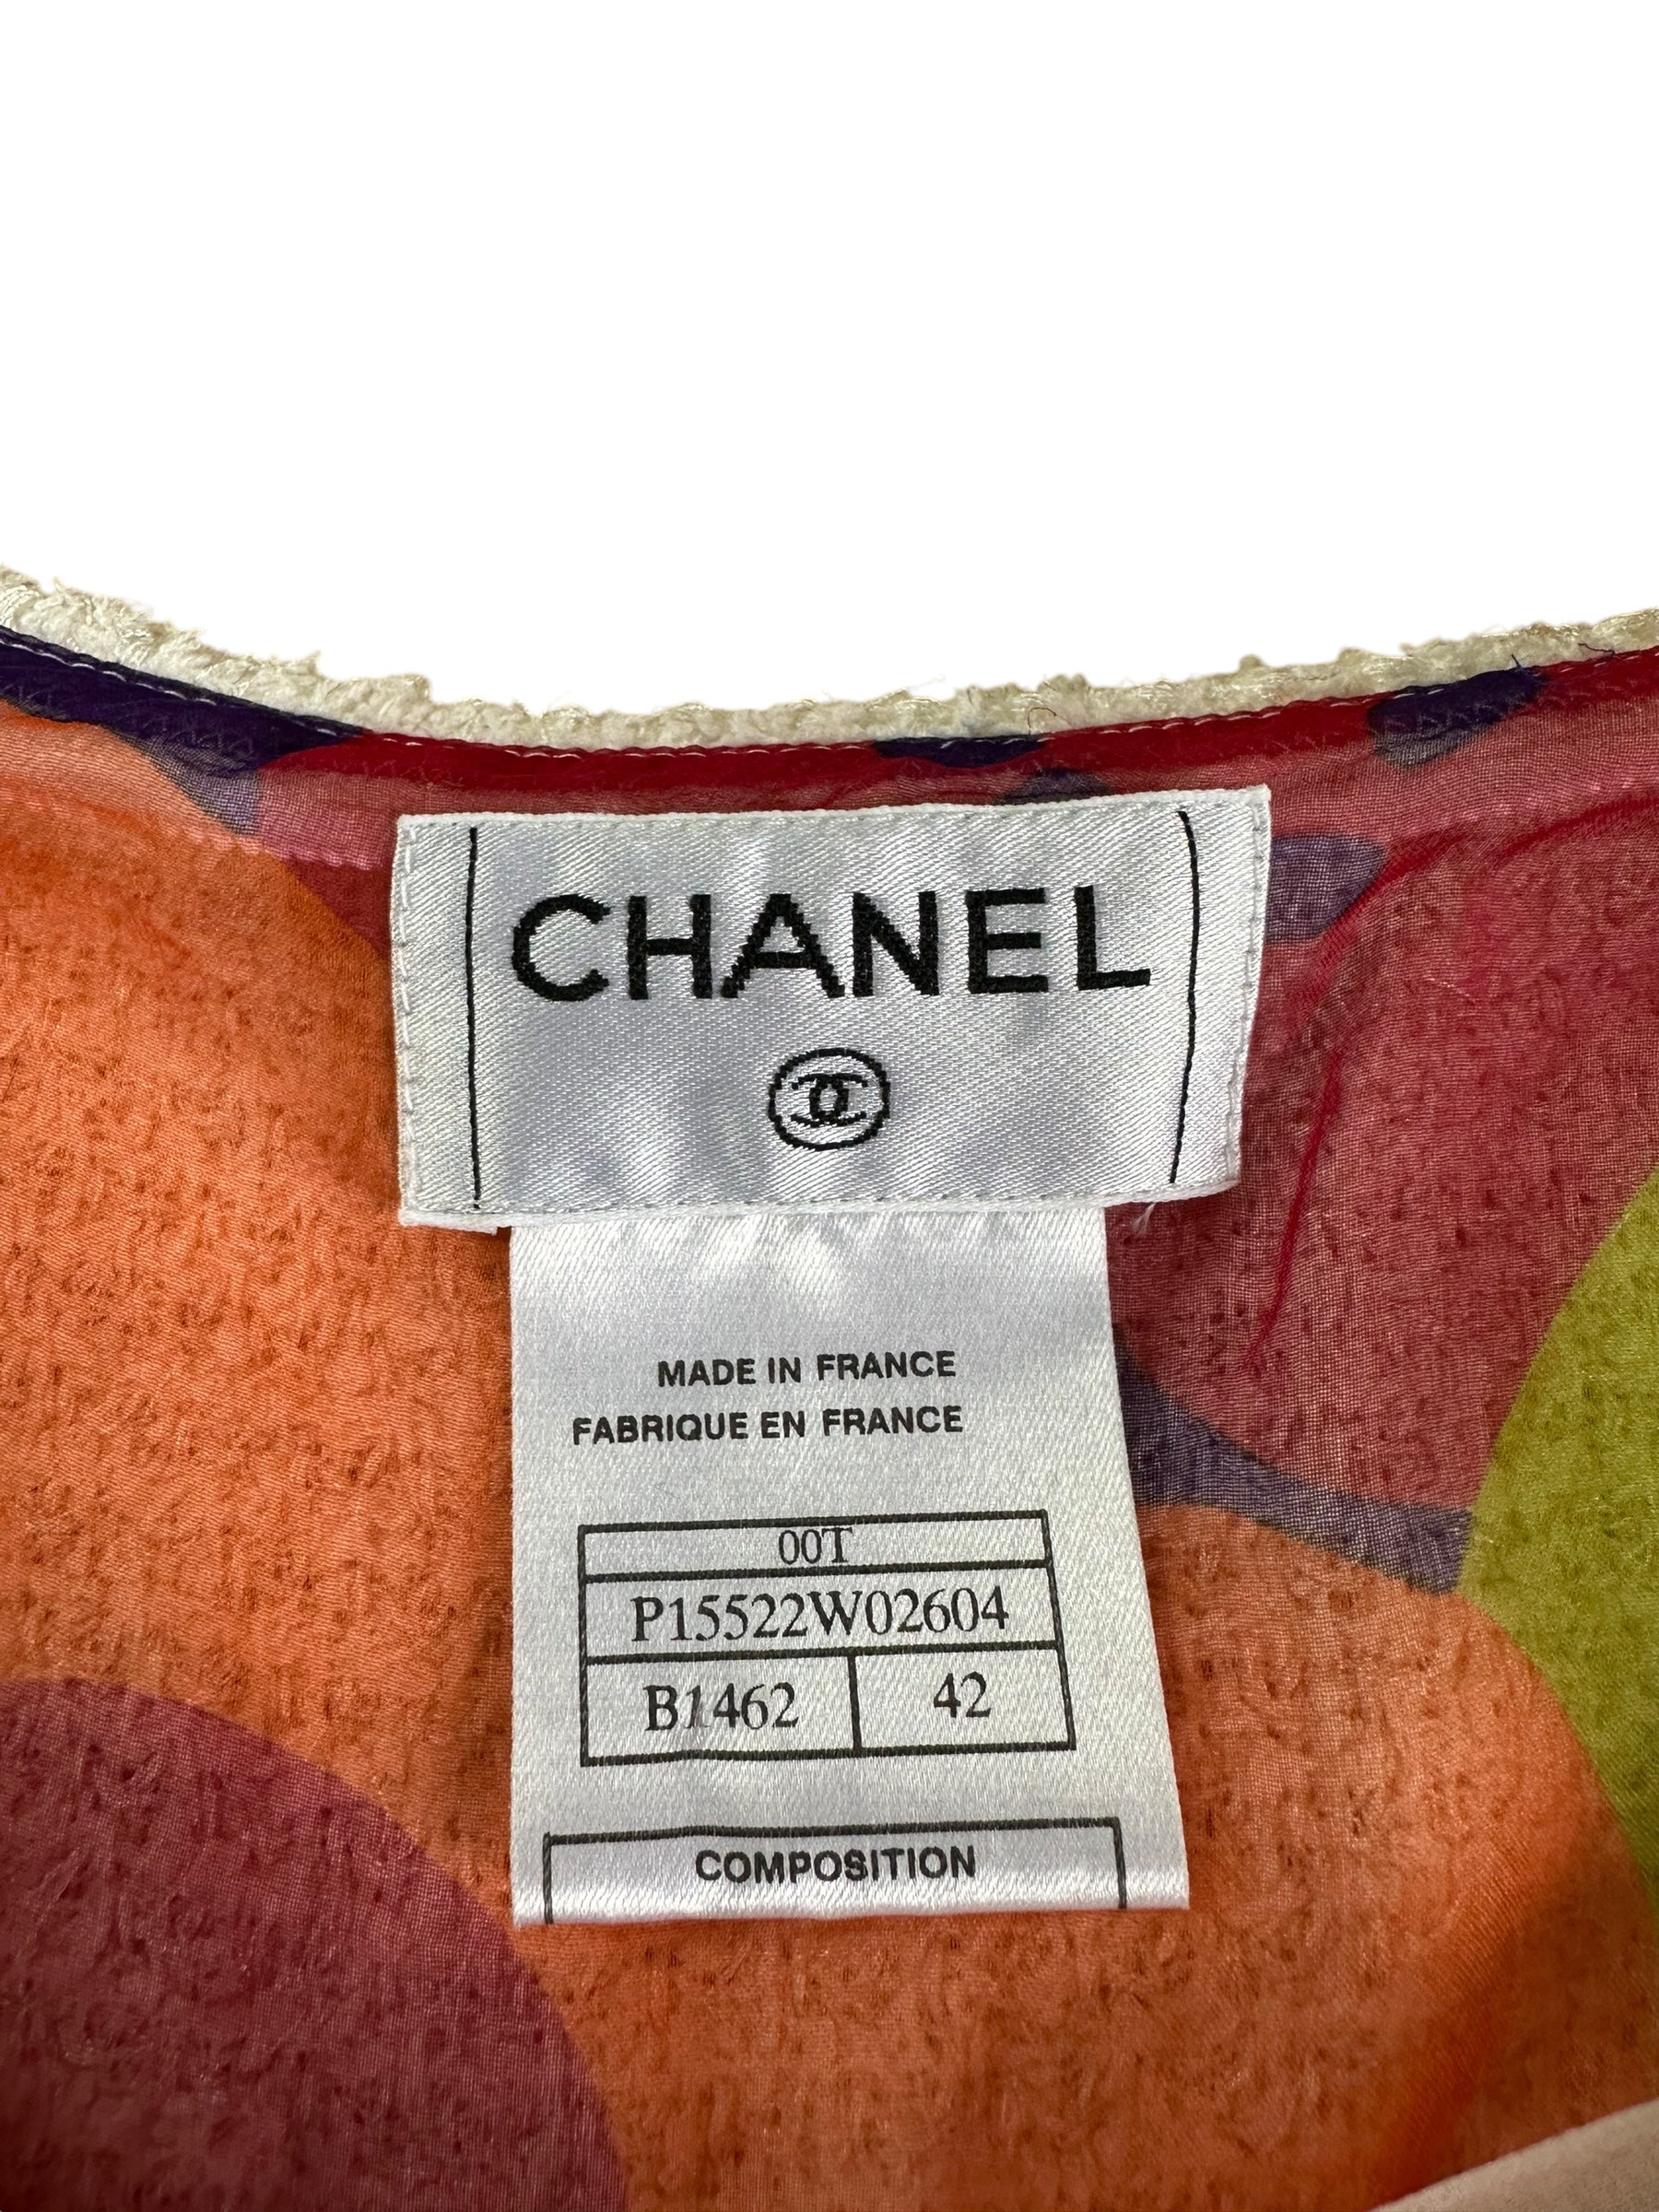 CHANEL
MADE IN FRANCE
FABRIQUE EN FRANCE
00T
P15522W02604
B1462 42
COMPOSITION